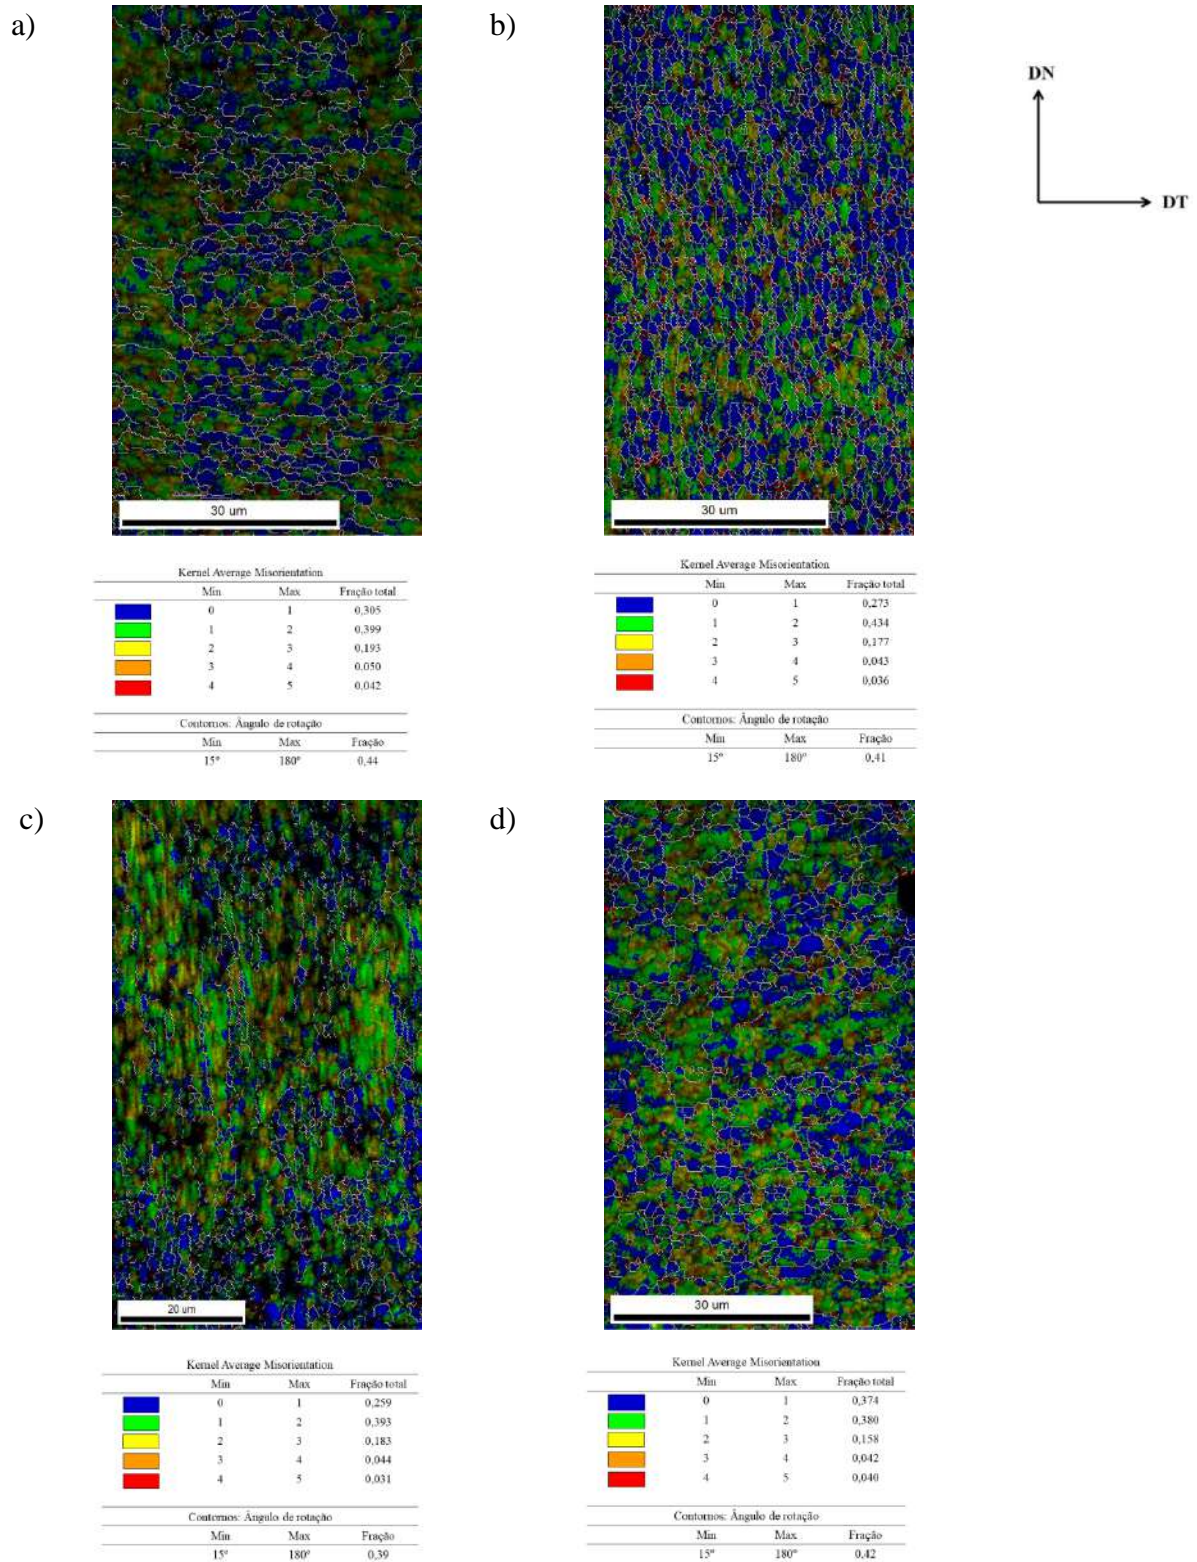 a)
b)
DN
DT
30 um
30 um
Kernel Average Misorientation
Min Max Fração total
0 1 0,305
1 2 0,399
2 3 0,193
3 4 0,050
4 5 0,042
Contornos: Ângulo de rotação
Min Max Fração
15º 180º 0,44
Kernel Average Misorientation
Min Max Fração total
0 1 0,273
1 2 0,434
2 3 0,177
3 4 0,043
4 5 0,036
Contornos: Ângulo de rotação
Min Max Fração
15º 180º 0,41
c)
d)
20 um
30 um
Kernel Average Misorientation
Min Max Fração total
0 1 0,259
1 2 0,393
2 3 0,183
3 4 0,044
4 5 0,031
Contornos: Ângulo de rotação
Min Max Fração
15º 180º 0,39
Kernel Average Misorientation
Min Max Fração total
0 1 0,374
1 2 0,380
2 3 0,158
3 4 0,042
4 5 0,040
Contornos: Ângulo de rotação
Min Max Fração
15º 180º 0,42